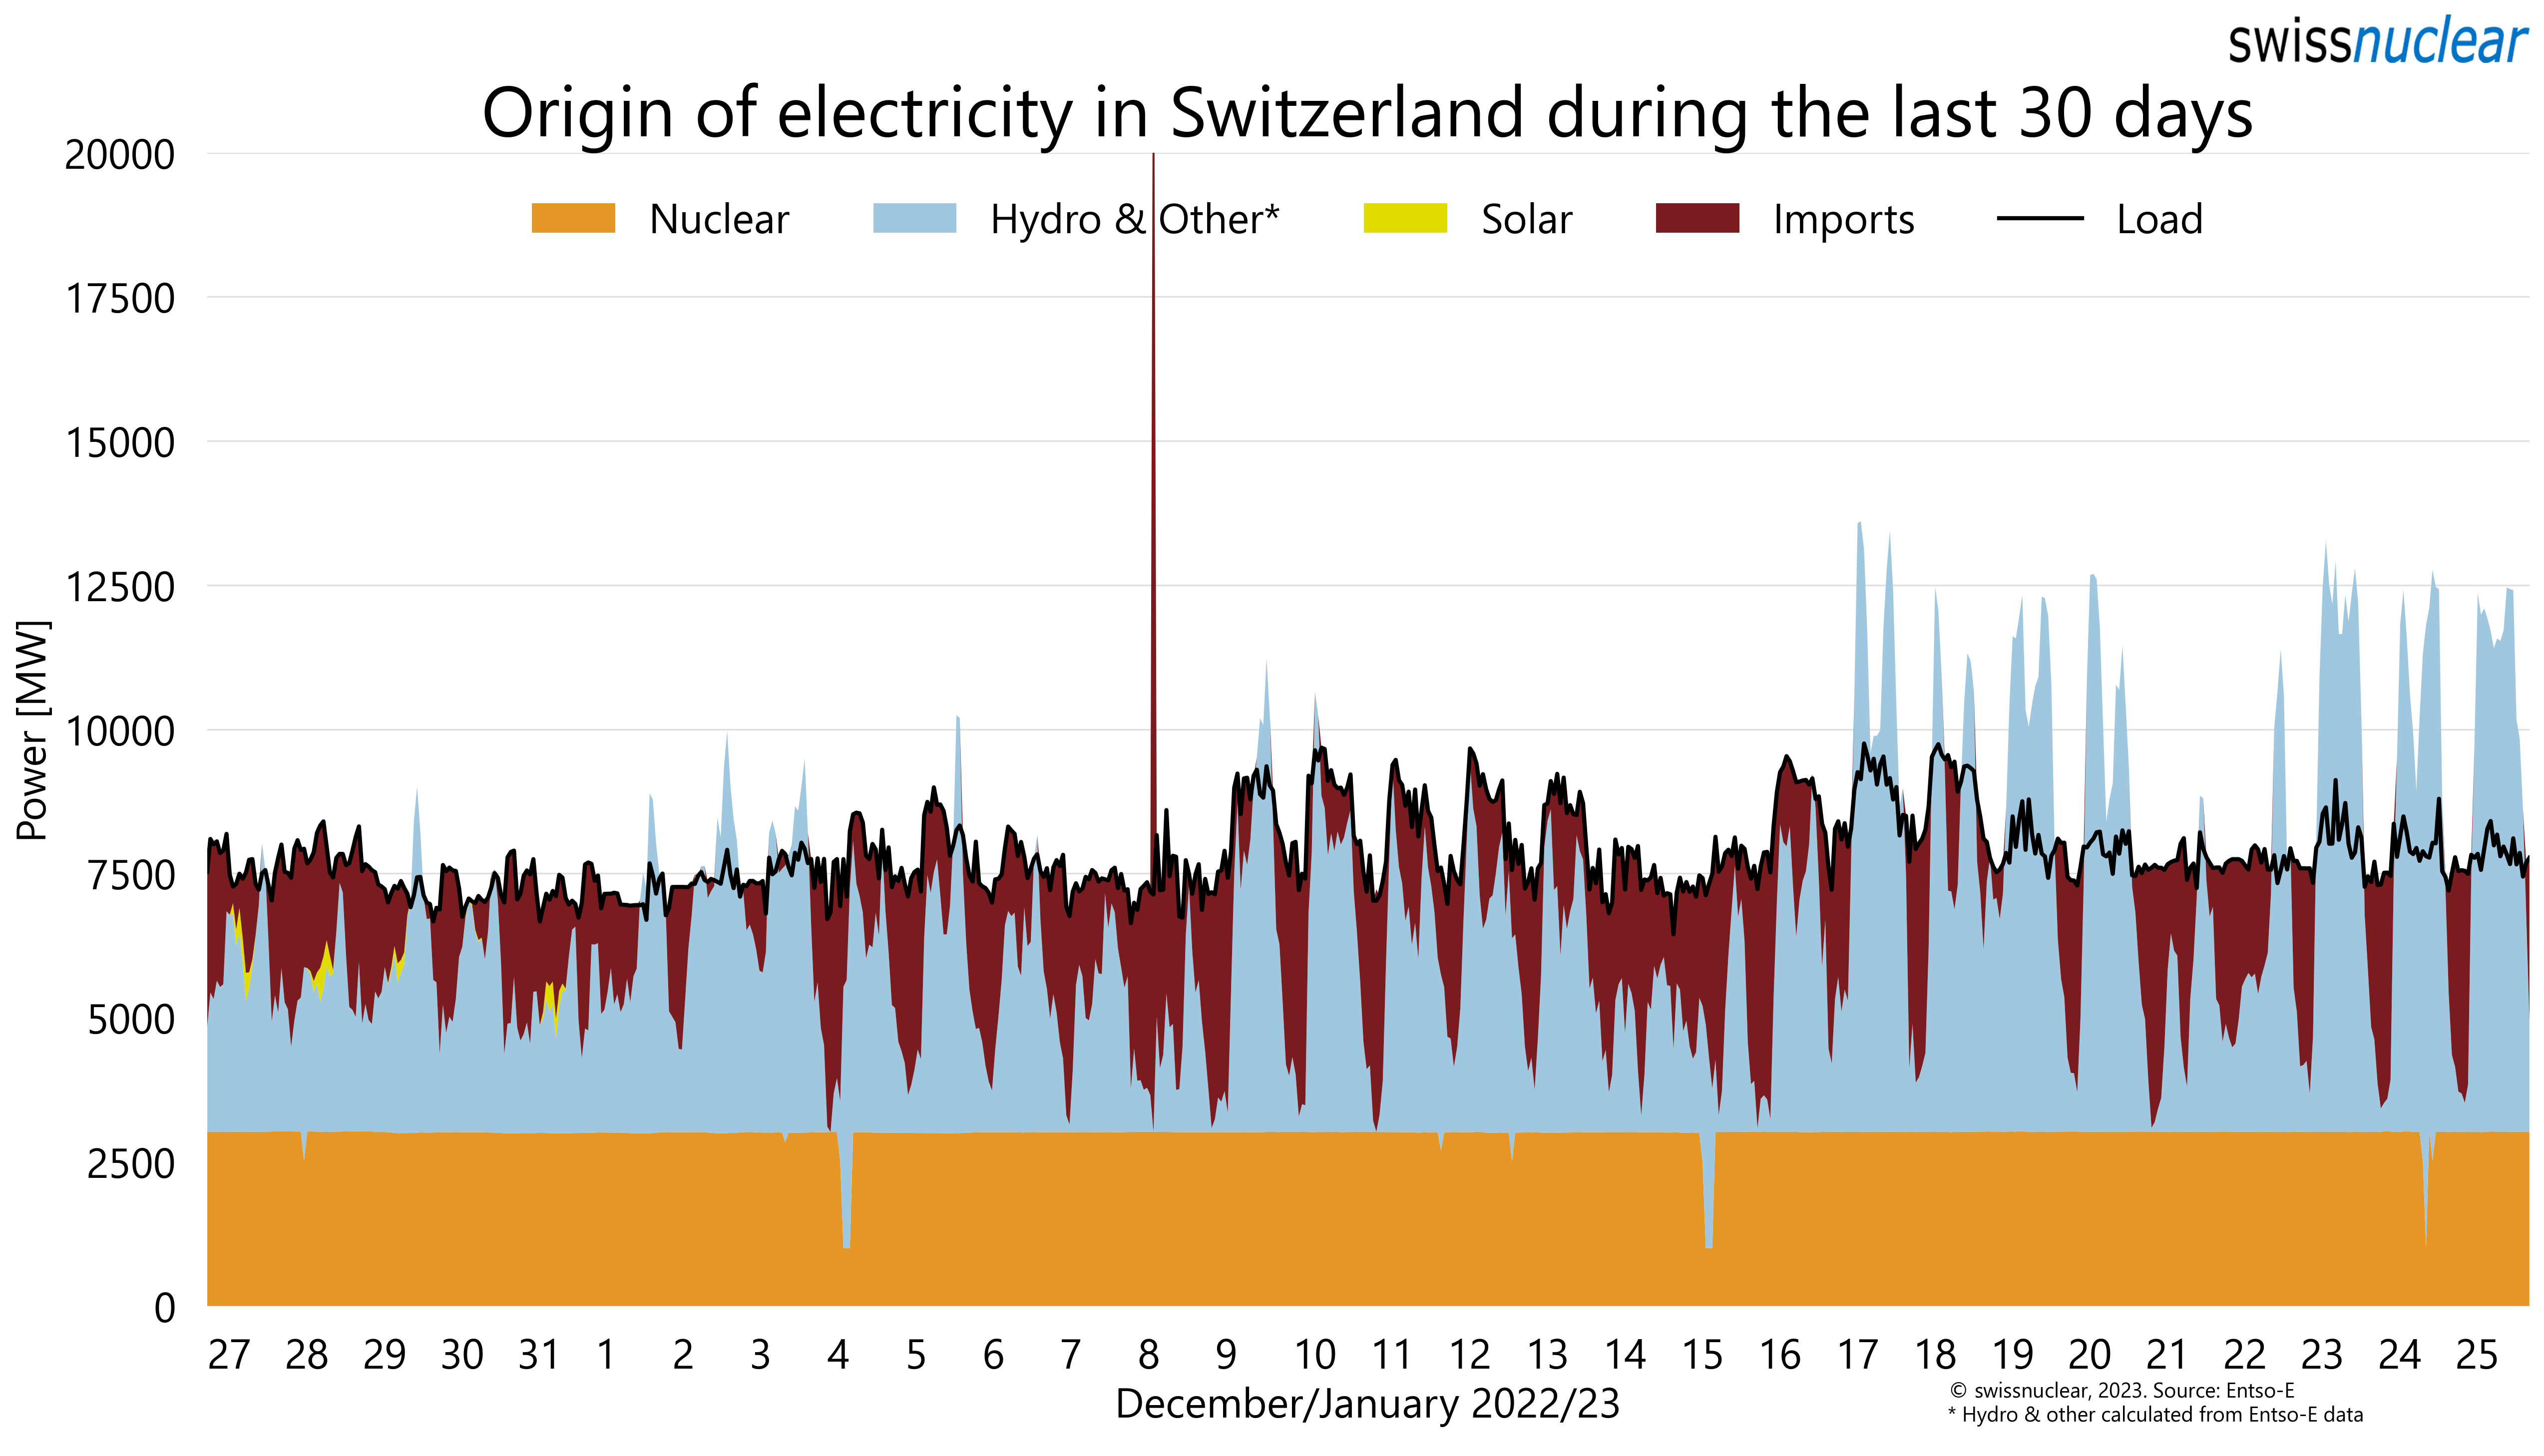 swissnuclear
Origin of electricity in Switzerland during the last 30 days
20000
Nuclear Hydro & Other* Solar Imports Load
17500
15000
12500
10000
7500
5000
2500
0
Power [MW]
27 28 29 30 31 1 2 3 4 5 6 7 8 9 10 11 12 13 14 15 16 17 18 19 20 21 22 23 24 25
December/January 2022/23
© swissnuclear, 2023. Source: Entso-E
* Hydro & other calculated from Entso-E data